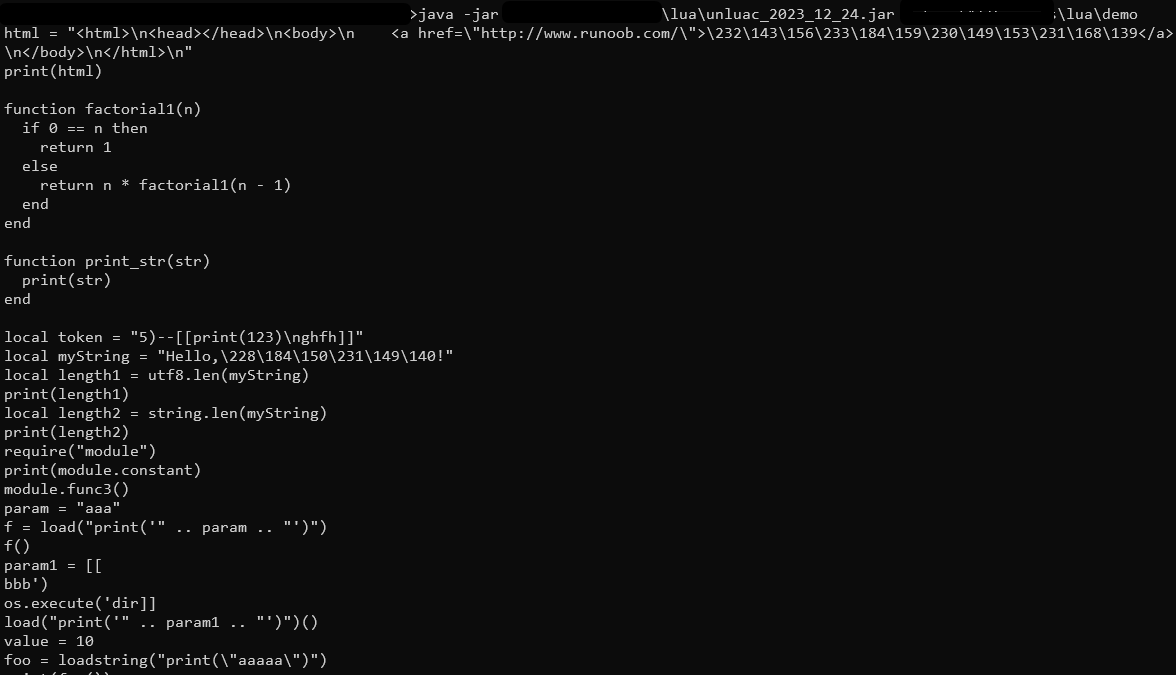 >java -jar \lua\unluac_2023_12_24.jar s\lua\demo
html = "<html>\n<head></head>\n<body>\n    <a href=\"http://www.runoob.com/\">\232\143\156\233\184\159\230\149\153\231\168\139</a>
\n</body>\n</html>\n"
print(html)

function factorial1(n)
  if 0 == n then
    return 1
  else
    return n * factorial1(n - 1)
  end
end

function print_str(str)
  print(str)
end

local token = "5)--[[print(123)\nghfh]]"
local myString = "Hello,\228\184\150\231\149\140!"
local length1 = utf8.len(myString)
print(length1)
local length2 = string.len(myString)
print(length2)
require("module")
print(module.constant)
module.func3()
param = "aaa"
f = load("print('" .. param .. "')")
f()
param1 = [[
bbb')
os.execute('dir]]
load("print('" .. param1 .. "')")()
value = 10
foo = loadstring("print(\"aaaaa\")")